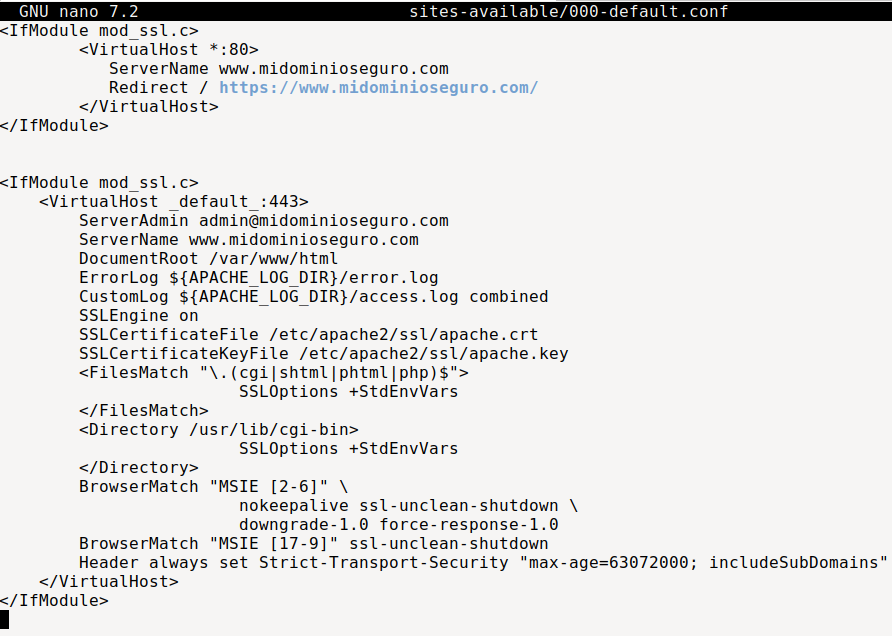 GNU nano 7.2 sites-available/000-default.conf
<IfModule mod_ssl.c>
<VirtualHost *:80>
ServerName www.midominioseguro.com
Redirect / https://www.midominioseguro.com/
</VirtualHost>
</IfModule>
<IfModule mod_ssl.c>
<VirtualHost _default_:443>
ServerAdmin admin@midominioseguro.com
ServerName www.midominioseguro.com
DocumentRoot /var/www/html
ErrorLog ${APACHE_LOG_DIR}/error.log
CustomLog ${APACHE_LOG_DIR}/access.log combined
SSLEngine on
SSLCertificateFile /etc/apache2/ssl/apache.crt
SSLCertificateKeyFile /etc/apache2/ssl/apache.key
<FilesMatch "\.(cgi|shtml|phtml|php)$">
SSLOptions +StdEnvVars
</FilesMatch>
<Directory /usr/lib/cgi-bin>
SSLOptions +StdEnvVars
</Directory>
BrowserMatch "MSIE [2-6]" \
nokeepalive ssl-unclean-shutdown \
downgrade-1.0 force-response-1.0
BrowserMatch "MSIE [17-9]" ssl-unclean-shutdown
Header always set Strict-Transport-Security "max-age=63072000; includeSubDomains"
</VirtualHost>
</IfModule>